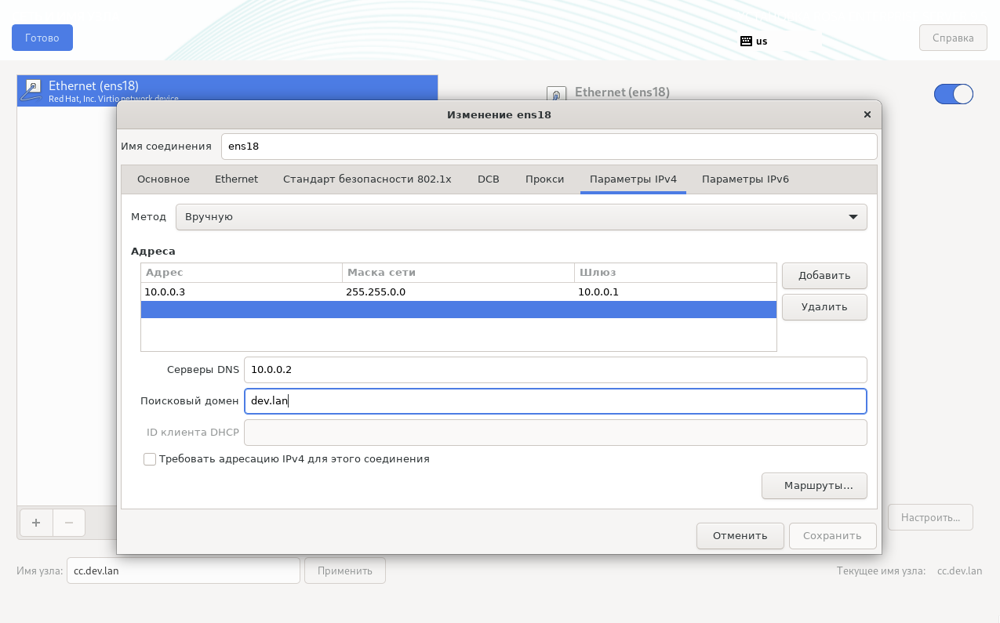 Готово
us
Справка
Ethernet (ens18)
Red Hat, Inc. Virtio network device
Ethernet (ens18)
Изменение ens18
Имя соединения ens18
Основное Ethernet Стандарт безопасности 802.1x DCB Прокси Параметры IPv4 Параметры IPv6
Метод Вручную
Адреса
Адрес Маска сети Шлюз
10.0.0.3 255.255.0.0 10.0.0.1
Добавить
Удалить
Серверы DNS 10.0.0.2
Поисковый домен dev.lan
ID клиента DHCP
Требовать адресацию IPv4 для этого соединения
Маршруты…
Отменить Сохранить
Настроить...
Имя узла: cc.dev.lan Применить Текущее имя узла: cc.dev.lan